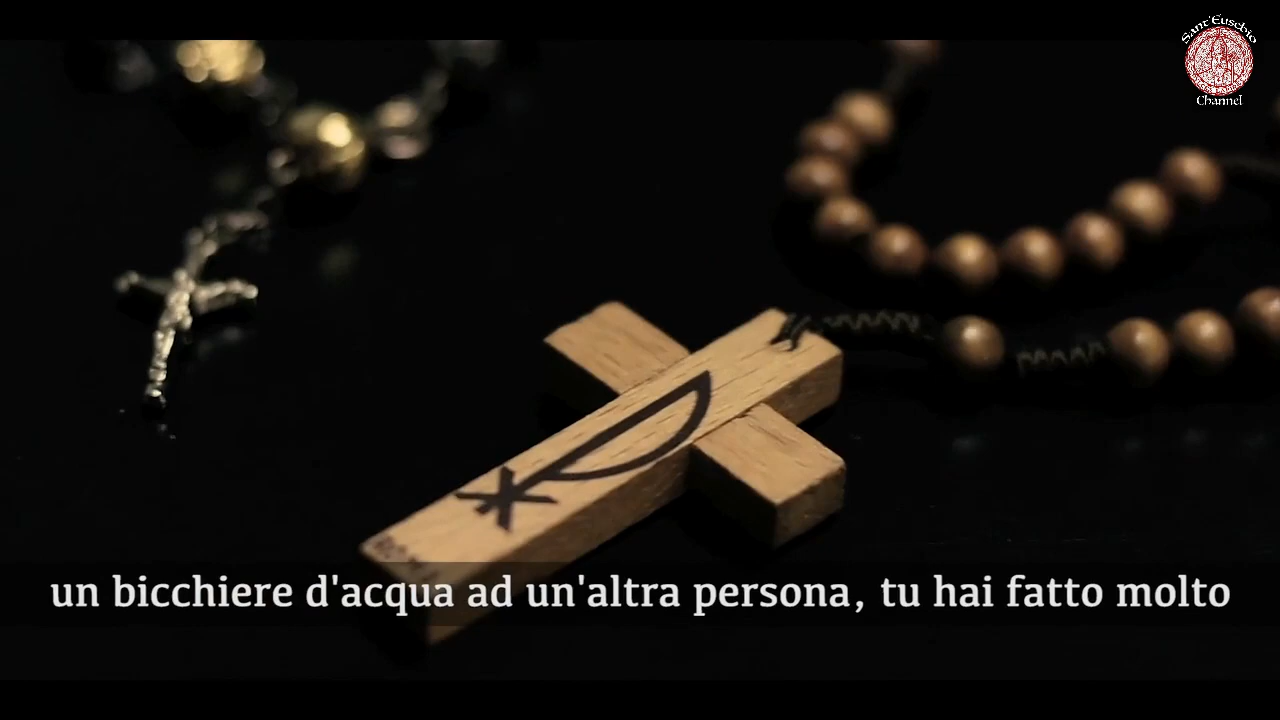 Sant'Eusebio
Channel
un bicchiere d'acqua ad un'altra persona, tu hai fatto molto